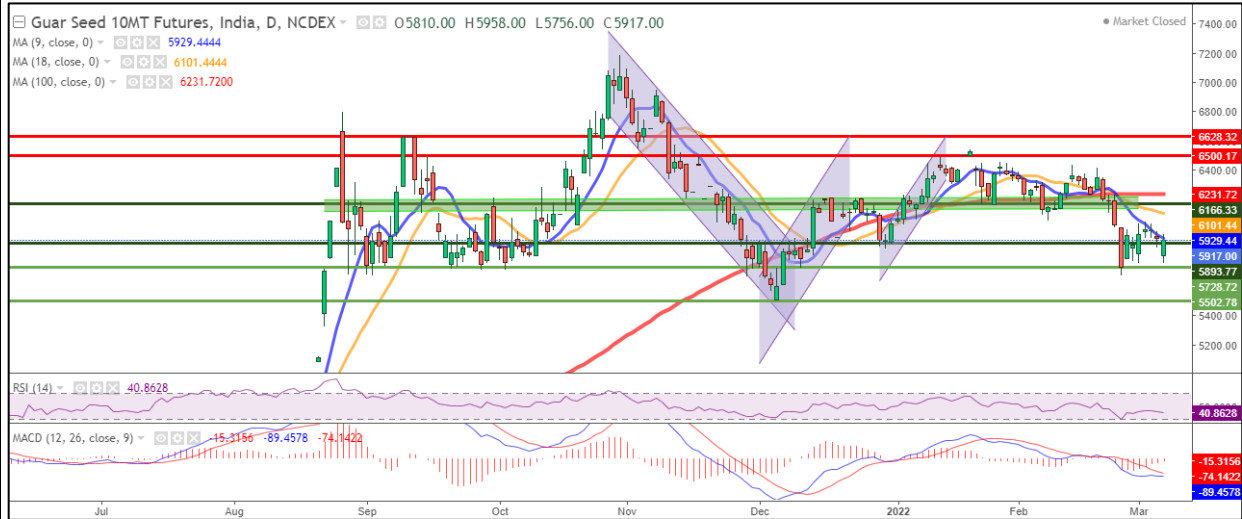 Guar Seed 10MT Futures, India, D, NCDEX O5810.00 H5958.00 L5756.00 C5917.00
Market Closed
MA (9, close, 0) 5929.4444
MA (18, close, 0) 6101.4444
MA (100, close, 0) 6231.7200
7400.00
7200.00
7000.00
6800.00
6628.32
6500.17
6400.00
6231.72
6166.33
6101.44
5929.44
5917.00
5893.77
5728.72
5502.78
5400.00
5200.00
RSI (14) 40.8628
40.8628
MACD (12, 26, close, 9) -15.3156 -89.4578 -74.1422
-15.3156
-74.1422
-89.4578
Jul Aug Sep Oct Nov Dec 2022 Feb Mar